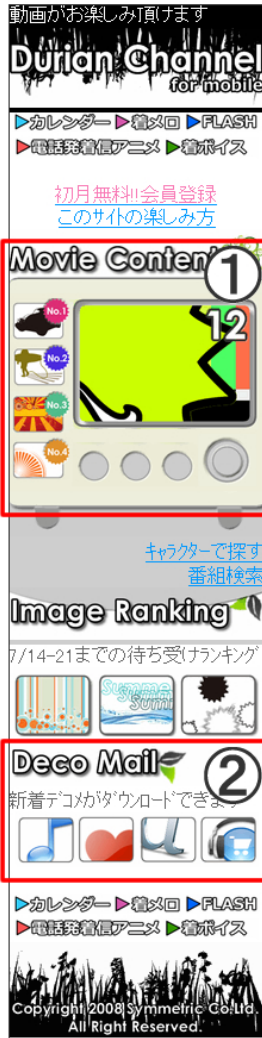 動画がお楽しみ頂けます
Durian Channel
for mobile
▶カレンダー ▶着メロ ▶FLASH
▶電話発着信アニメ ▶着ボイス
初月無料!!会員登録
このサイトの楽しみ方
Movie Conten
1
12
No.1
No.2
No.3
No.4
キャラクターで探す
番組検索
Image Ranking
7/14-21までの待ち受けランキング
Summe
Summ
Deco Mail
2
新着デコメがダウンロードできます
▶カレンダー ▶着メロ ▶FLASH
▶電話発着信アニメ ▶着ボイス
Copyright 2008 Symmetric Co.Ltd.
All Right Reserved.